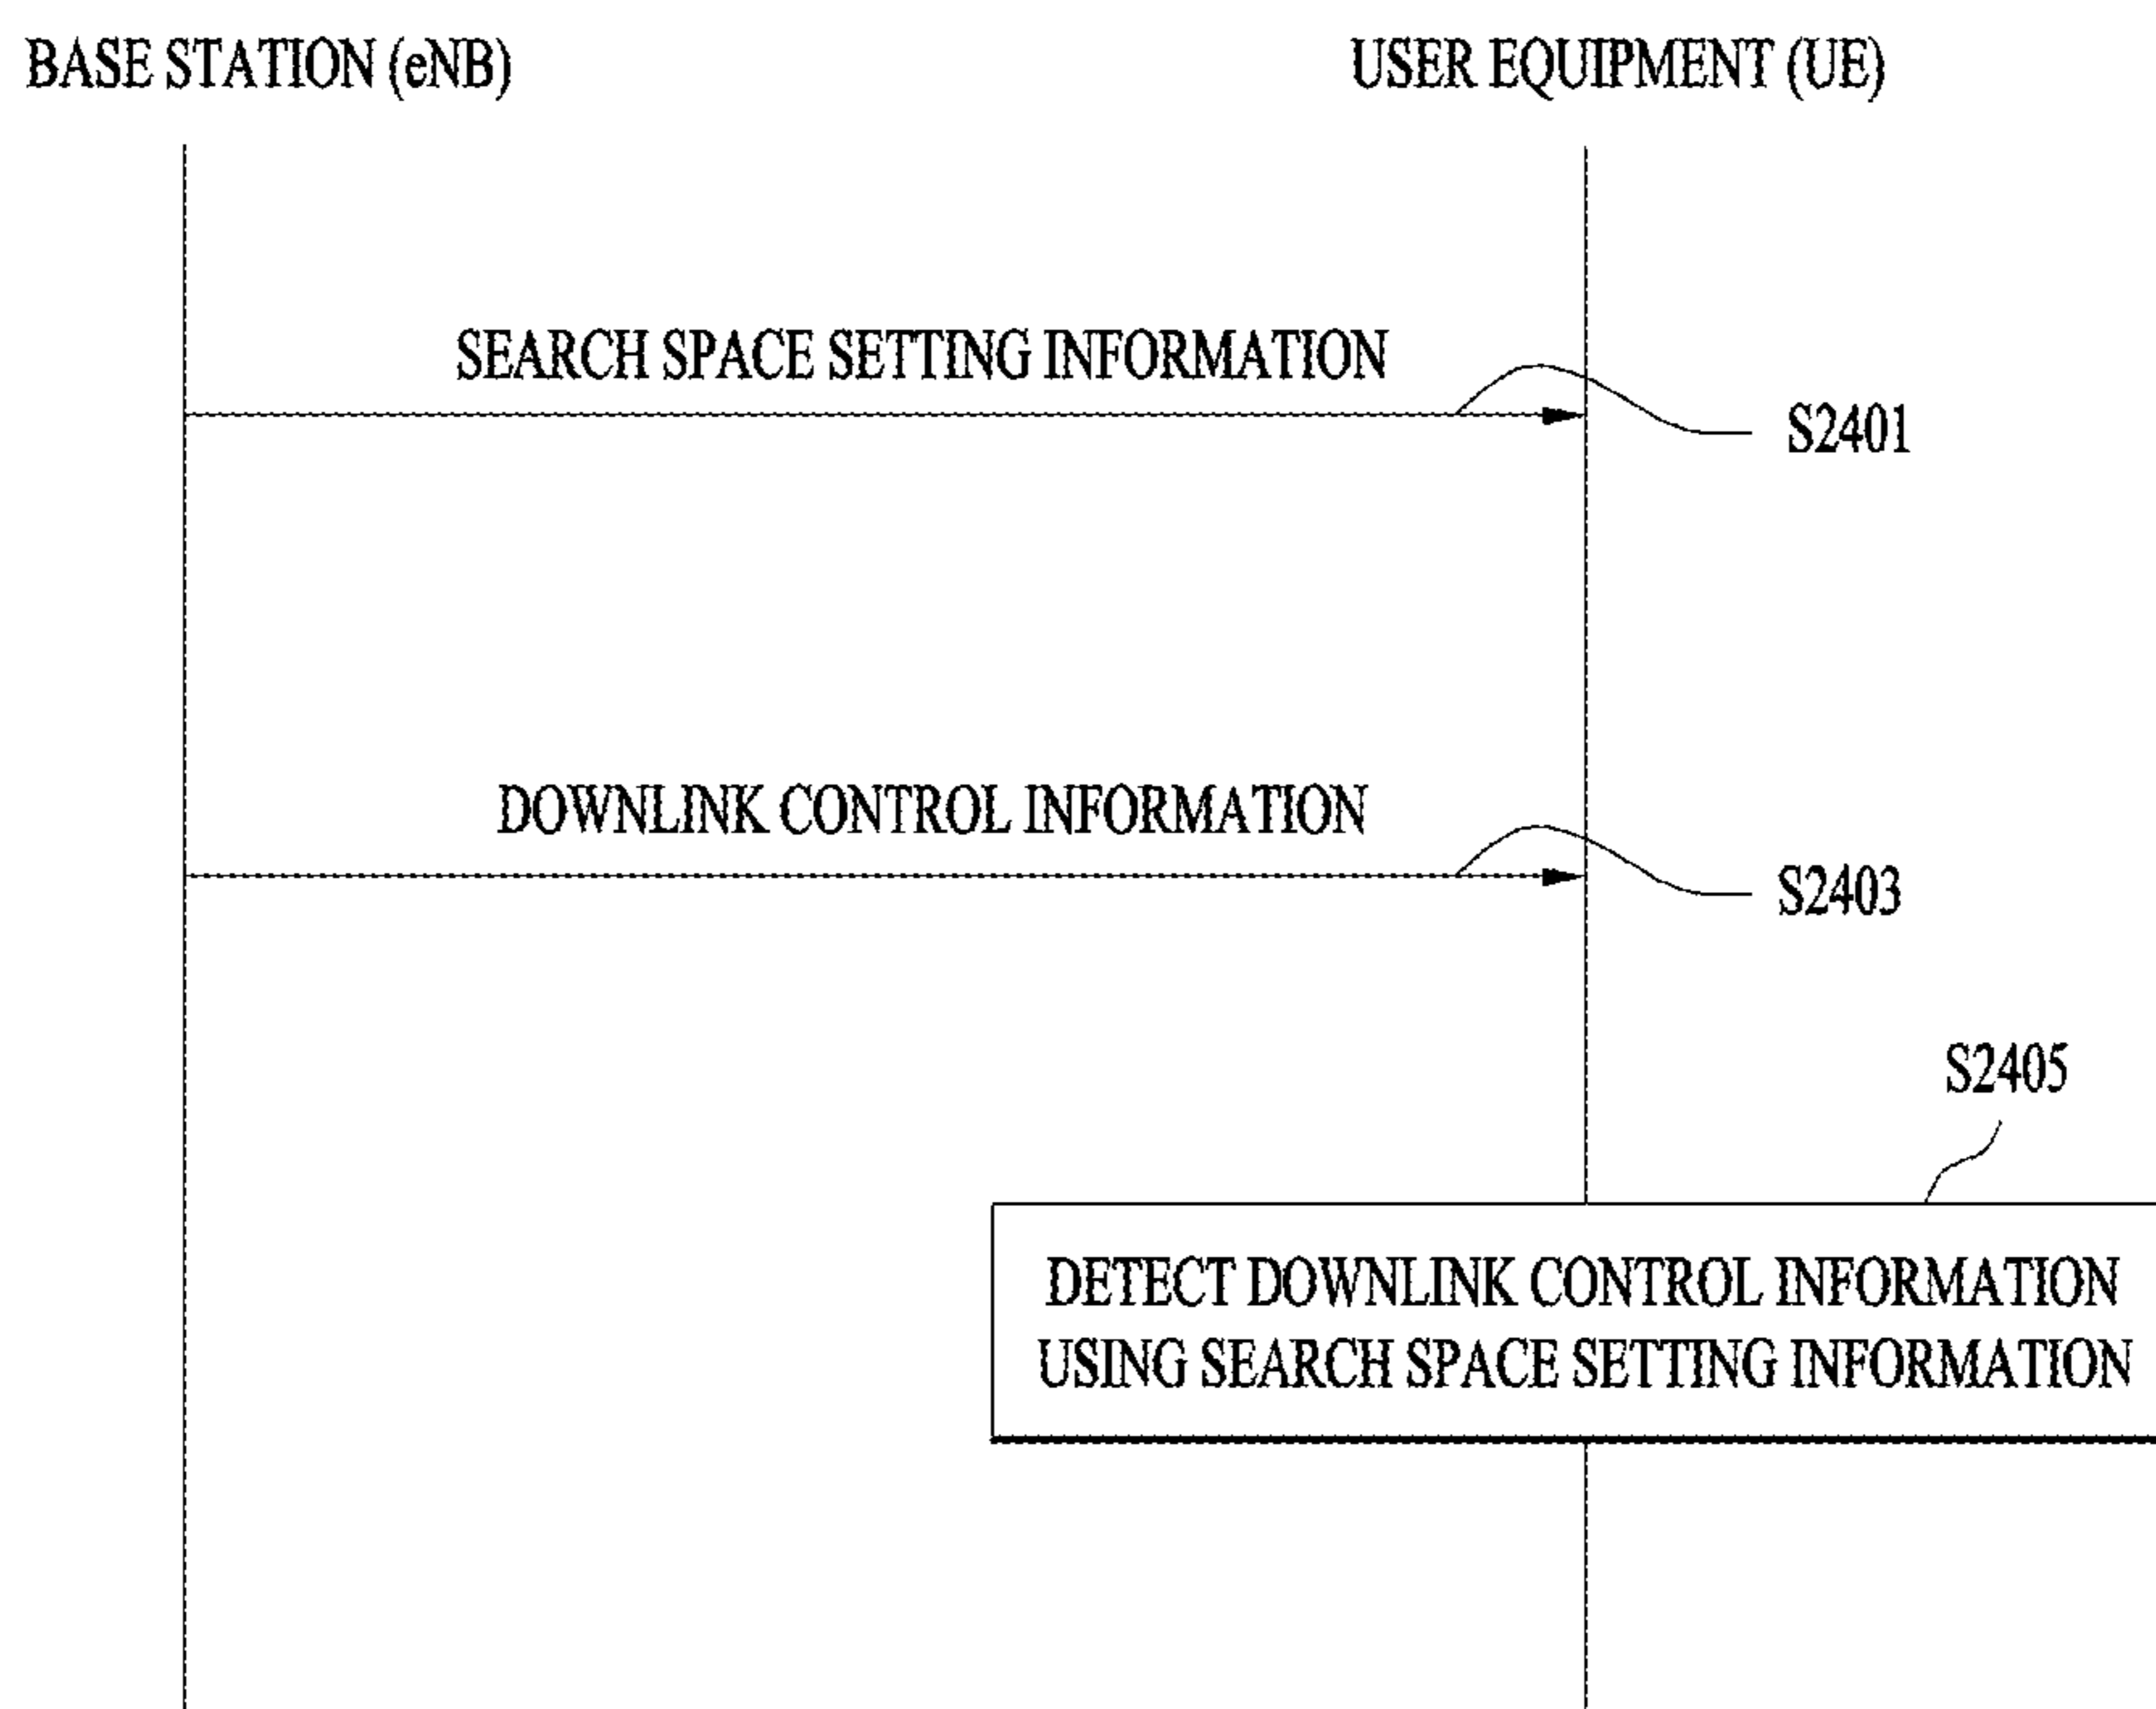 BASE STATION (eNB)
USER EQUIPMENT (UE)
SEARCH SPACE SETTING INFORMATION
S2401
DOWNLINK CONTROL INFORMATION
S2403
S2405
DETECT DOWNLINK CONTROL INFORMATION
USING SEARCH SPACE SETTING INFORMATION